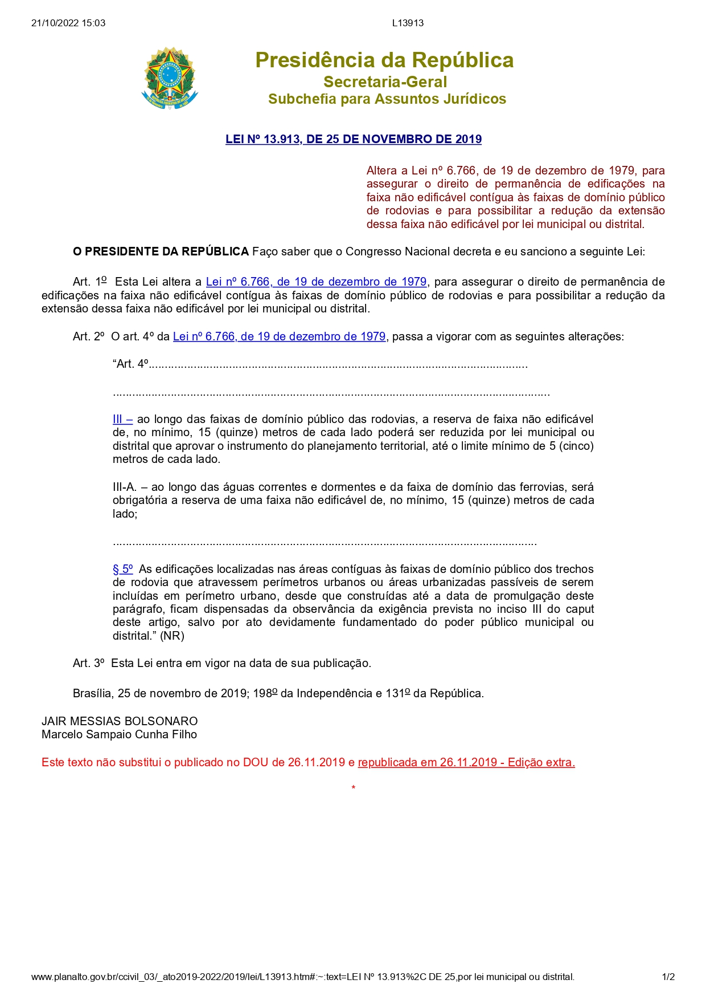 21/10/2022 15:03
L13913
Presidência da República
Secretaria-Geral
Subchefia para Assuntos Jurídicos
LEI Nº 13.913, DE 25 DE NOVEMBRO DE 2019
Altera a Lei nº 6.766, de 19 de dezembro de 1979, para
assegurar o direito de permanência de edificações na
faixa não edificável contígua às faixas de domínio público
de rodovias e para possibilitar a redução da extensão
dessa faixa não edificável por lei municipal ou distrital.
O PRESIDENTE DA REPÚBLICA Faço saber que o Congresso Nacional decreta e eu sanciono a seguinte Lei:
Art. 1º Esta Lei altera a Lei nº 6.766, de 19 de dezembro de 1979, para assegurar o direito de permanência de
edificações na faixa não edificável contígua às faixas de domínio público de rodovias e para possibilitar a redução da
extensão dessa faixa não edificável por lei municipal ou distrital.
Art. 2º O art. 4º da Lei nº 6.766, de 19 de dezembro de 1979, passa a vigorar com as seguintes alterações:
“Art. 4º......................................................................................................................
........................................................................................................................................
III – ao longo das faixas de domínio público das rodovias, a reserva de faixa não edificável
de, no mínimo, 15 (quinze) metros de cada lado poderá ser reduzida por lei municipal ou
distrital que aprovar o instrumento do planejamento territorial, até o limite mínimo de 5 (cinco)
metros de cada lado.
III-A. – ao longo das águas correntes e dormentes e da faixa de domínio das ferrovias, será
obrigatória a reserva de uma faixa não edificável de, no mínimo, 15 (quinze) metros de cada
lado;
....................................................................................................................................
§ 5º As edificações localizadas nas áreas contíguas às faixas de domínio público dos trechos
de rodovia que atravessem perímetros urbanos ou áreas urbanizadas passíveis de serem
incluídas em perímetro urbano, desde que construídas até a data de promulgação deste
parágrafo, ficam dispensadas da observância da exigência prevista no inciso III do caput
deste artigo, salvo por ato devidamente fundamentado do poder público municipal ou
distrital.” (NR)
Art. 3º Esta Lei entra em vigor na data de sua publicação.
Brasília, 25 de novembro de 2019; 198º da Independência e 131º da República.
JAIR MESSIAS BOLSONARO
Marcelo Sampaio Cunha Filho
Este texto não substitui o publicado no DOU de 26.11.2019 e republicada em 26.11.2019 - Edição extra.
*
www.planalto.gov.br/ccivil_03/_ato2019-2022/2019/lei/L13913.htm#:~:text=LEI Nº 13.913%2C DE 25,por lei municipal ou distrital.
1/2